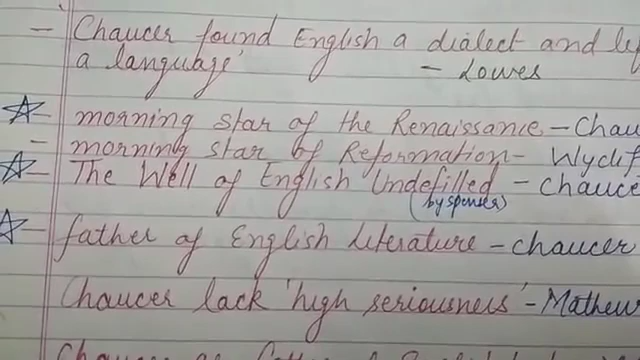 - Chaucer found English a dialect and lef
a language' - Lowes
morning star of the Renaissance - Chau
- morning star of Reformation - Wyclif
- The Well of English Undefilled - Chauce
(by spenser)
- father of English literature - chaucer
Chaucer lack 'high seriousness' - Mathew